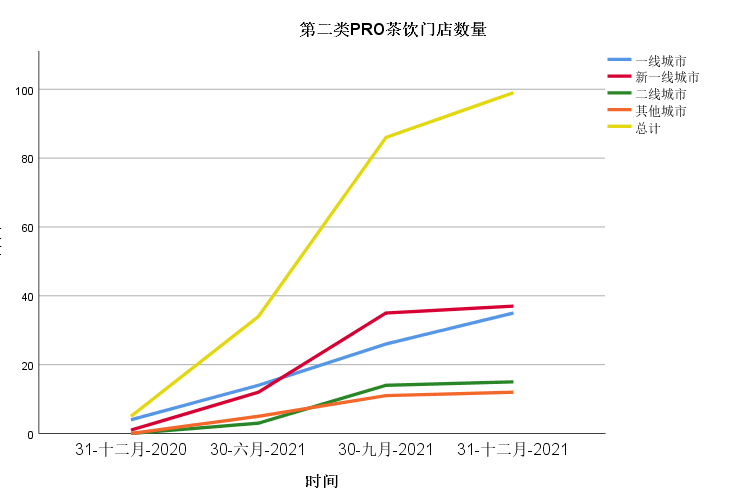 第二类PRO茶饮门店数量
一线城市
新一线城市
二线城市
其他城市
总计
100
80
60
40
20
0
31-十二月-2020
30-六月-2021
30-九月-2021
31-十二月-2021
时间